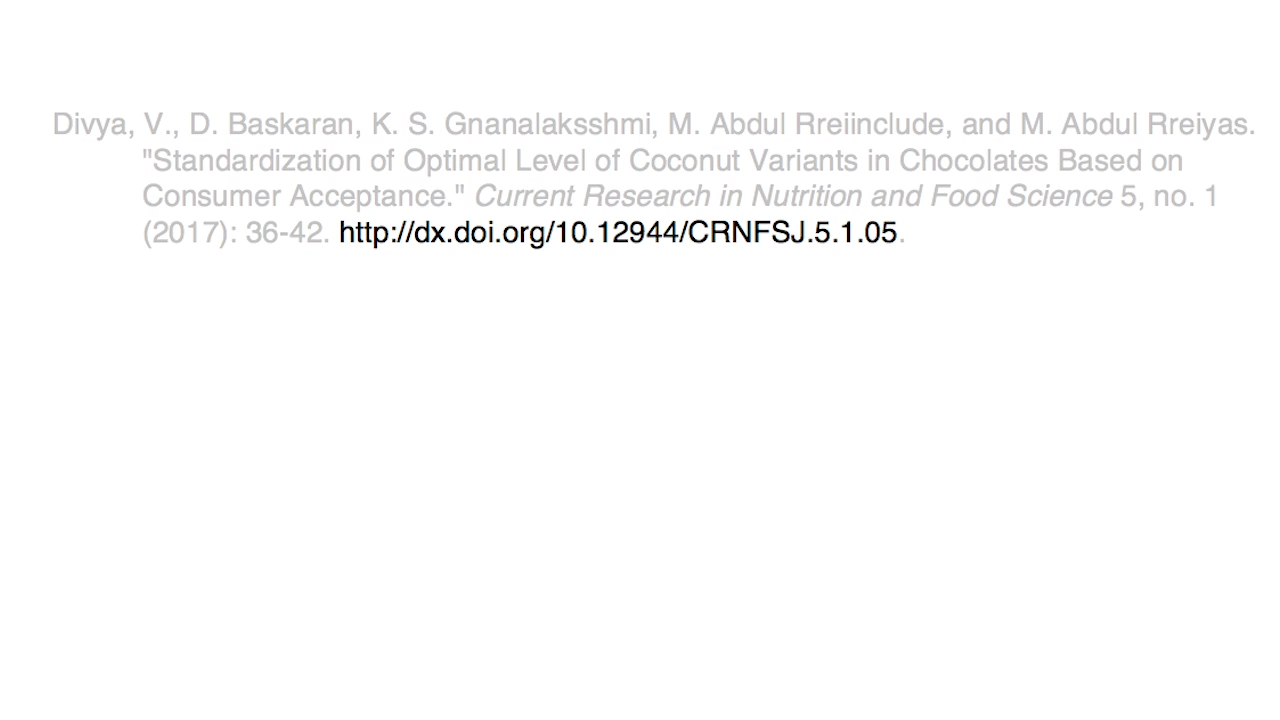 Divya, V., D. Baskaran, K. S. Gnanalaksshmi, M. Abdul Rreiinclude, and M. Abdul Rreiyas.
"Standardization of Optimal Level of Coconut Variants in Chocolates Based on
Consumer Acceptance." Current Research in Nutrition and Food Science 5, no. 1
(2017): 36-42. http://dx.doi.org/10.12944/CRNFSJ.5.1.05.